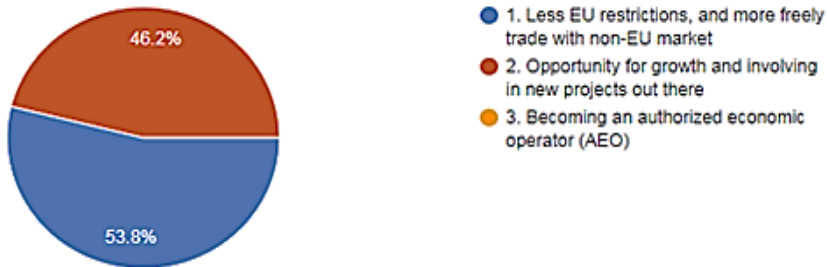 46.2%
53.8%
1. Less EU restrictions, and more freely
trade with non-EU market
2. Opportunity for growth and involving
in new projects out there
3. Becoming an authorized economic
operator (AEO)